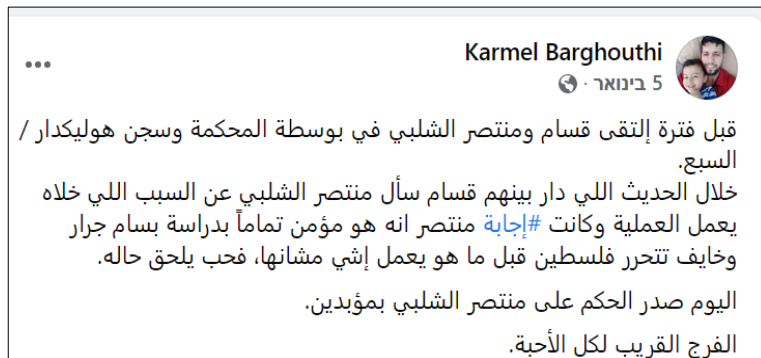 Karmel Barghouthi
5 בינואר ·
قبل فترة إلتقى قسام ومنتصر الشلبي في بوسطة المحكمة وسجن هوليكدار /
السبع.
خلال الحديث اللي دار بينهم قسام سأل منتصر الشلبي عن السبب اللي خلاه
يعمل العملية وكانت #إجابة منتصر انه هو مؤمن تماماً بدراسة بسام جرار
وخايف تتحرر فلسطين قبل ما هو يعمل إشي مشانها، فحب يلحق حاله.
اليوم صدر الحكم على منتصر الشلبي بمؤبدين.
الفرج القريب لكل الأحبة.